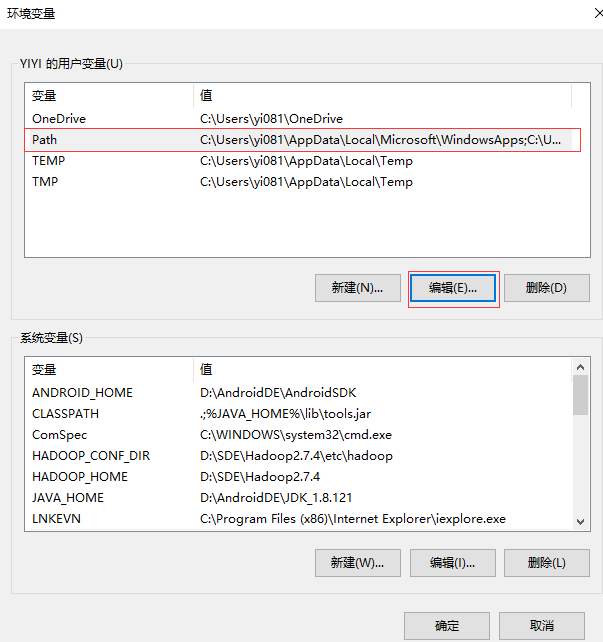 环境变量
YIYI 的用户变量(U)
变量 值
OneDrive C:\Users\yi081\OneDrive
Path C:\Users\yi081\AppData\Local\Microsoft\WindowsApps;C:\U...
TEMP C:\Users\yi081\AppData\Local\Temp
TMP C:\Users\yi081\AppData\Local\Temp
新建(N)... 编辑(E)... 删除(D)
系统变量(S)
变量 值
ANDROID_HOME D:\AndroidDE\AndroidSDK
CLASSPATH .;%JAVA_HOME%\lib\tools.jar
ComSpec C:\WINDOWS\system32\cmd.exe
HADOOP_CONF_DIR D:\SDE\Hadoop2.7.4\etc\hadoop
HADOOP_HOME D:\SDE\Hadoop2.7.4
JAVA_HOME D:\AndroidDE\JDK_1.8.121
LNKEVN C:\Program Files (x86)\Internet Explorer\iexplore.exe
新建(W)... 编辑(I)... 删除(L)
确定 取消